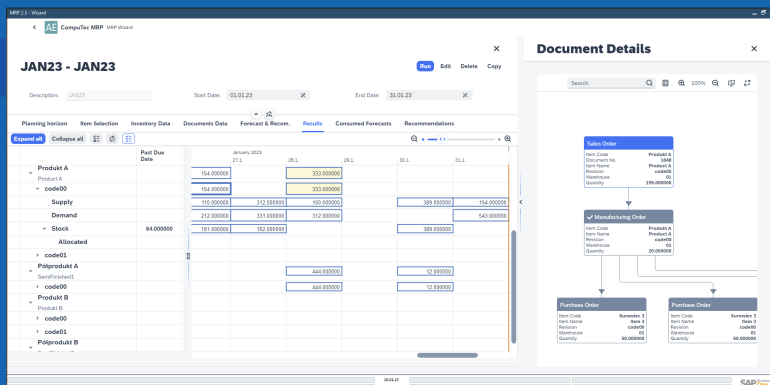 MRP 2.5 - Wizard
AE CompuTec MRP MRP Wizard
JAN23 - JAN23
Run Edit Delete Copy
Description: JAN23 Start Date: 01.01.23 End Date: 31.01.23
Planning horizon Item Selection Inventory Data Documents Data Forecast & Recom. Results Consumed Forecasts Recommendations
Expand all Collapse all
Past Due Date
January 2023
27.1. 28.1. 29.1. 30.1. 31.1.
Produkt A 154.000000 333.000000
Product A
code00 154.000000 333.000000
Supply 110.000000 312.000000 150.000000 389.000000 154.000000
Demand 212.000000 331.000000 312.000000 543.000000
Stock 64.000000 181.000000 162.000000 389.000000
Allocated
code01
Pólprodukt A 444.000000 12.000000
SemiFinished1
code00 444.000000 12.000000
Produkt B
Produkt B
code00
code01
Pólprodukt B
Document Details
Search 100%
Sales Order
Item Code Produkt A
Document No. 1848
Item Name Product A
Revision code00
Warehouse 01
Quantity 155.000000
Manufacturing Order
Item Code Produkt A
Item Name Product A
Revision code00
Warehouse 01
Quantity 20.000000
Purchase Order
Item Code Surowiec 3
Item Name Item 3
Revision code00
Warehouse 01
Quantity 50.000000
Purchase Order
Item Code Surowiec 3
Item Name Item 3
Revision code00
Warehouse 01
Quantity 50.000000
SAP